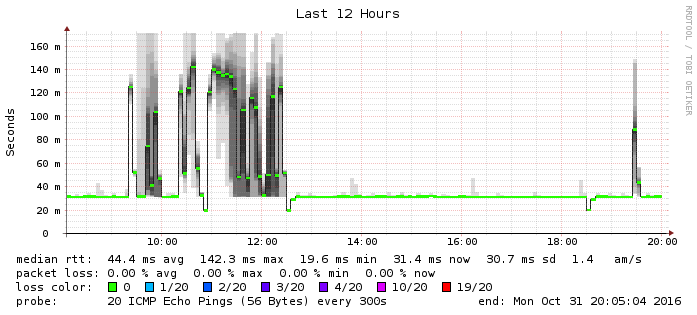 Last 12 Hours
RRDTOOL / TOBI OETIKER
Seconds
160 m
140 m
120 m
100 m
80 m
60 m
40 m
20 m
0
10:00 12:00 14:00 16:00 18:00 20:00
median rtt: 44.4 ms avg 142.3 ms max 19.6 ms min 31.4 ms now 30.7 ms sd 1.4 am/s
packet loss: 0.00 % avg 0.00 % max 0.00 % min 0.00 % now
loss color: 0 1/20 2/20 3/20 4/20 10/20 19/20
probe: 20 ICMP Echo Pings (56 Bytes) every 300s end: Mon Oct 31 20:05:04 2016